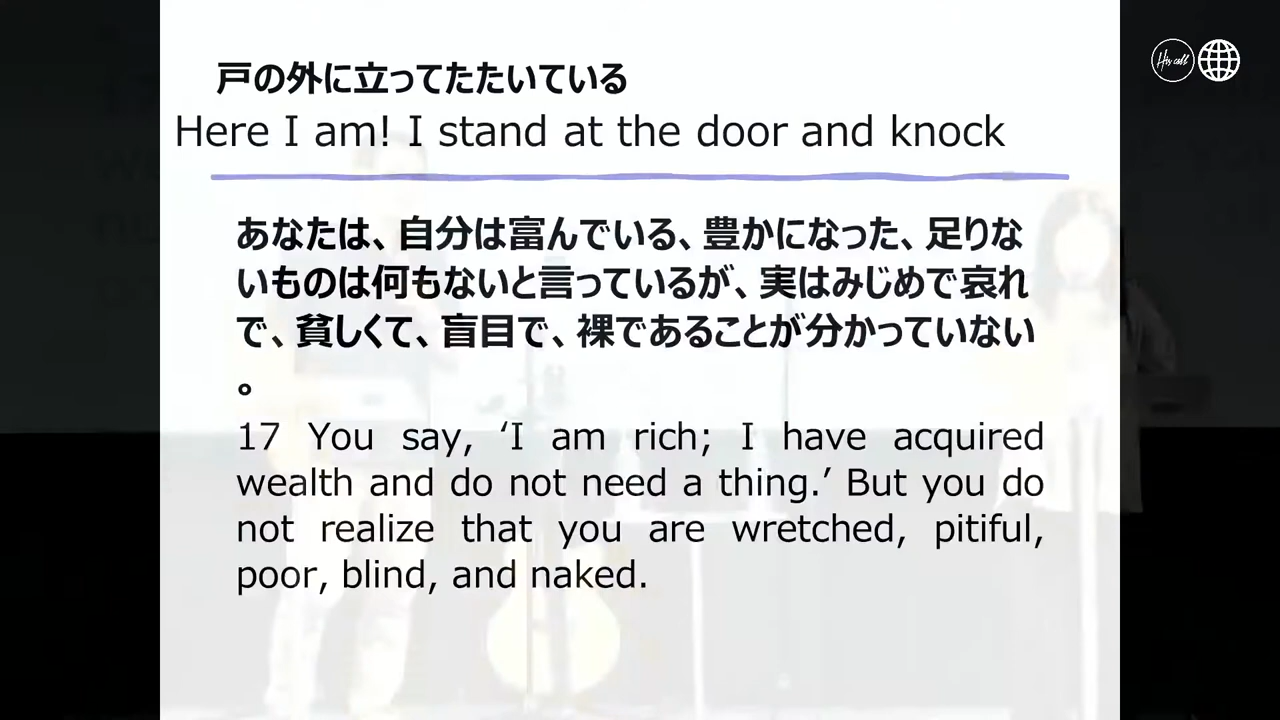 戸の外に立ってたたいている
Here I am! I stand at the door and knock
His call
あなたは、自分は富んでいる、豊かになった、足りな
いものは何もないと言っているが、実はみじめで哀れ
で、貧しくて、盲目で、裸であることが分かっていない
。
17 You say, ‘I am rich; I have acquired
wealth and do not need a thing.’ But you do
not realize that you are wretched, pitiful,
poor, blind, and naked.